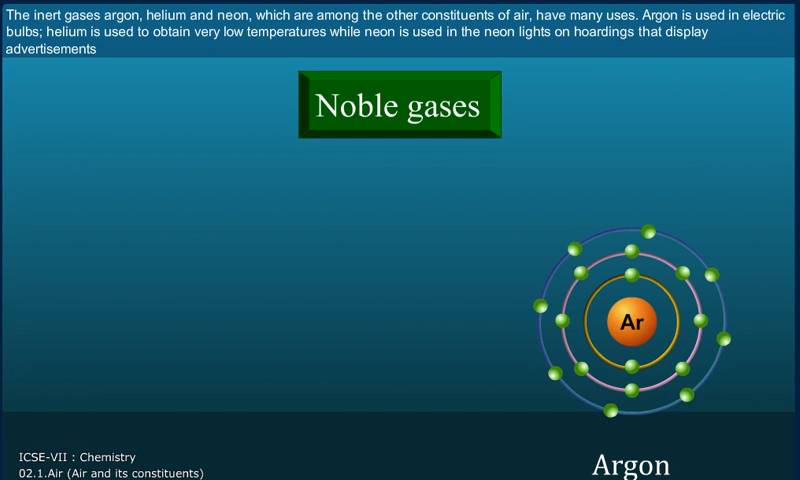 The inert gases argon, helium and neon, which are among the other constituents of air, have many uses. Argon is used in electric
bulbs; helium is used to obtain very low temperatures while neon is used in the neon lights on hoardings that display
advertisements
Noble gases
Ar
Argon
ICSE-VII : Chemistry
02.1.Air (Air and its constituents)